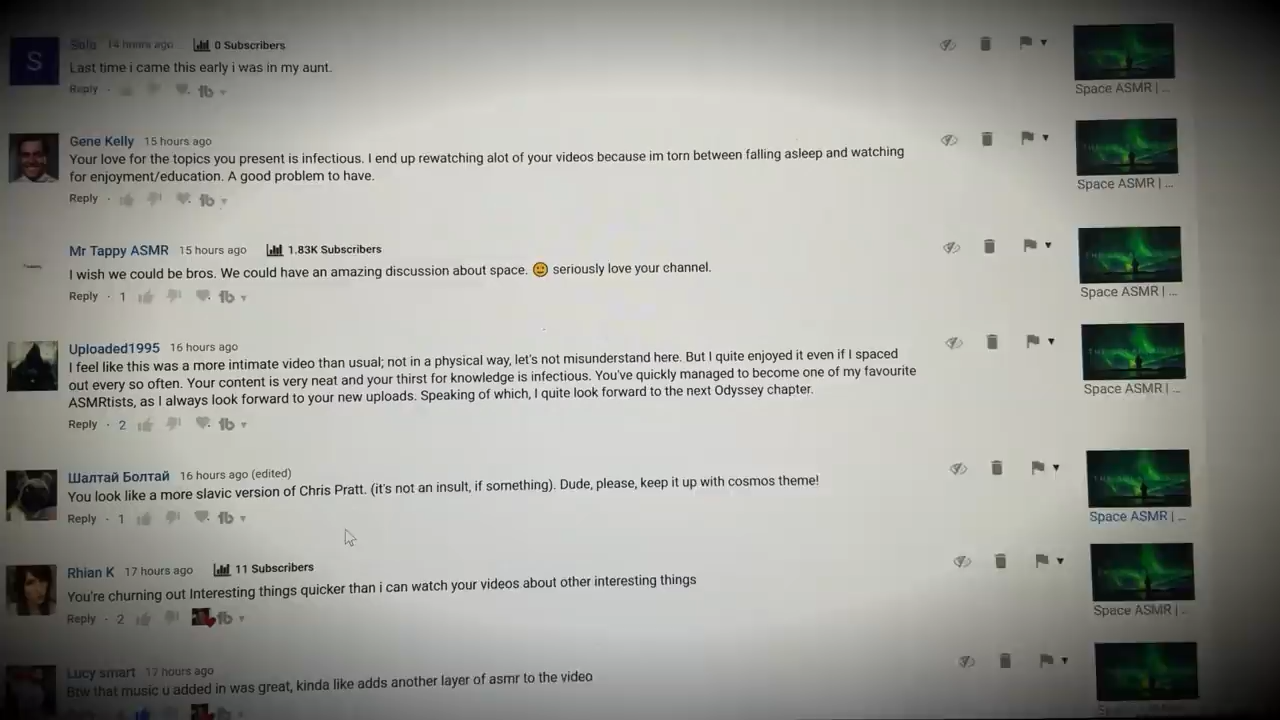 Sula 14 hours ago 0 Subscribers
Last time i came this early i was in my aunt.
Reply
Space ASMR | ...
Gene Kelly 15 hours ago
Your love for the topics you present is infectious. I end up rewatching alot of your videos because im torn between falling asleep and watching
for enjoyment/education. A good problem to have.
Reply
Space ASMR | ...
Mr Tappy ASMR 15 hours ago 1.83K Subscribers
I wish we could be bros. We could have an amazing discussion about space. 🙂 seriously love your channel.
Reply · 1
Space ASMR | ...
Uploaded1995 16 hours ago
I feel like this was a more intimate video than usual; not in a physical way, let's not misunderstand here. But I quite enjoyed it even if I spaced
out every so often. Your content is very neat and your thirst for knowledge is infectious. You've quickly managed to become one of my favourite
ASMRtists, as I always look forward to your new uploads. Speaking of which, I quite look forward to the next Odyssey chapter.
Reply · 2
Space ASMR | ...
Шалтай Болтай 16 hours ago (edited)
You look like a more slavic version of Chris Pratt. (it's not an insult, if something). Dude, please, keep it up with cosmos theme!
Reply · 1
Space ASMR | ...
Rhian K 17 hours ago 11 Subscribers
You're churning out Interesting things quicker than i can watch your videos about other interesting things
Reply · 2
Space ASMR | ...
Lucy smart 17 hours ago
Btw that music u added in was great, kinda like adds another layer of asmr to the video